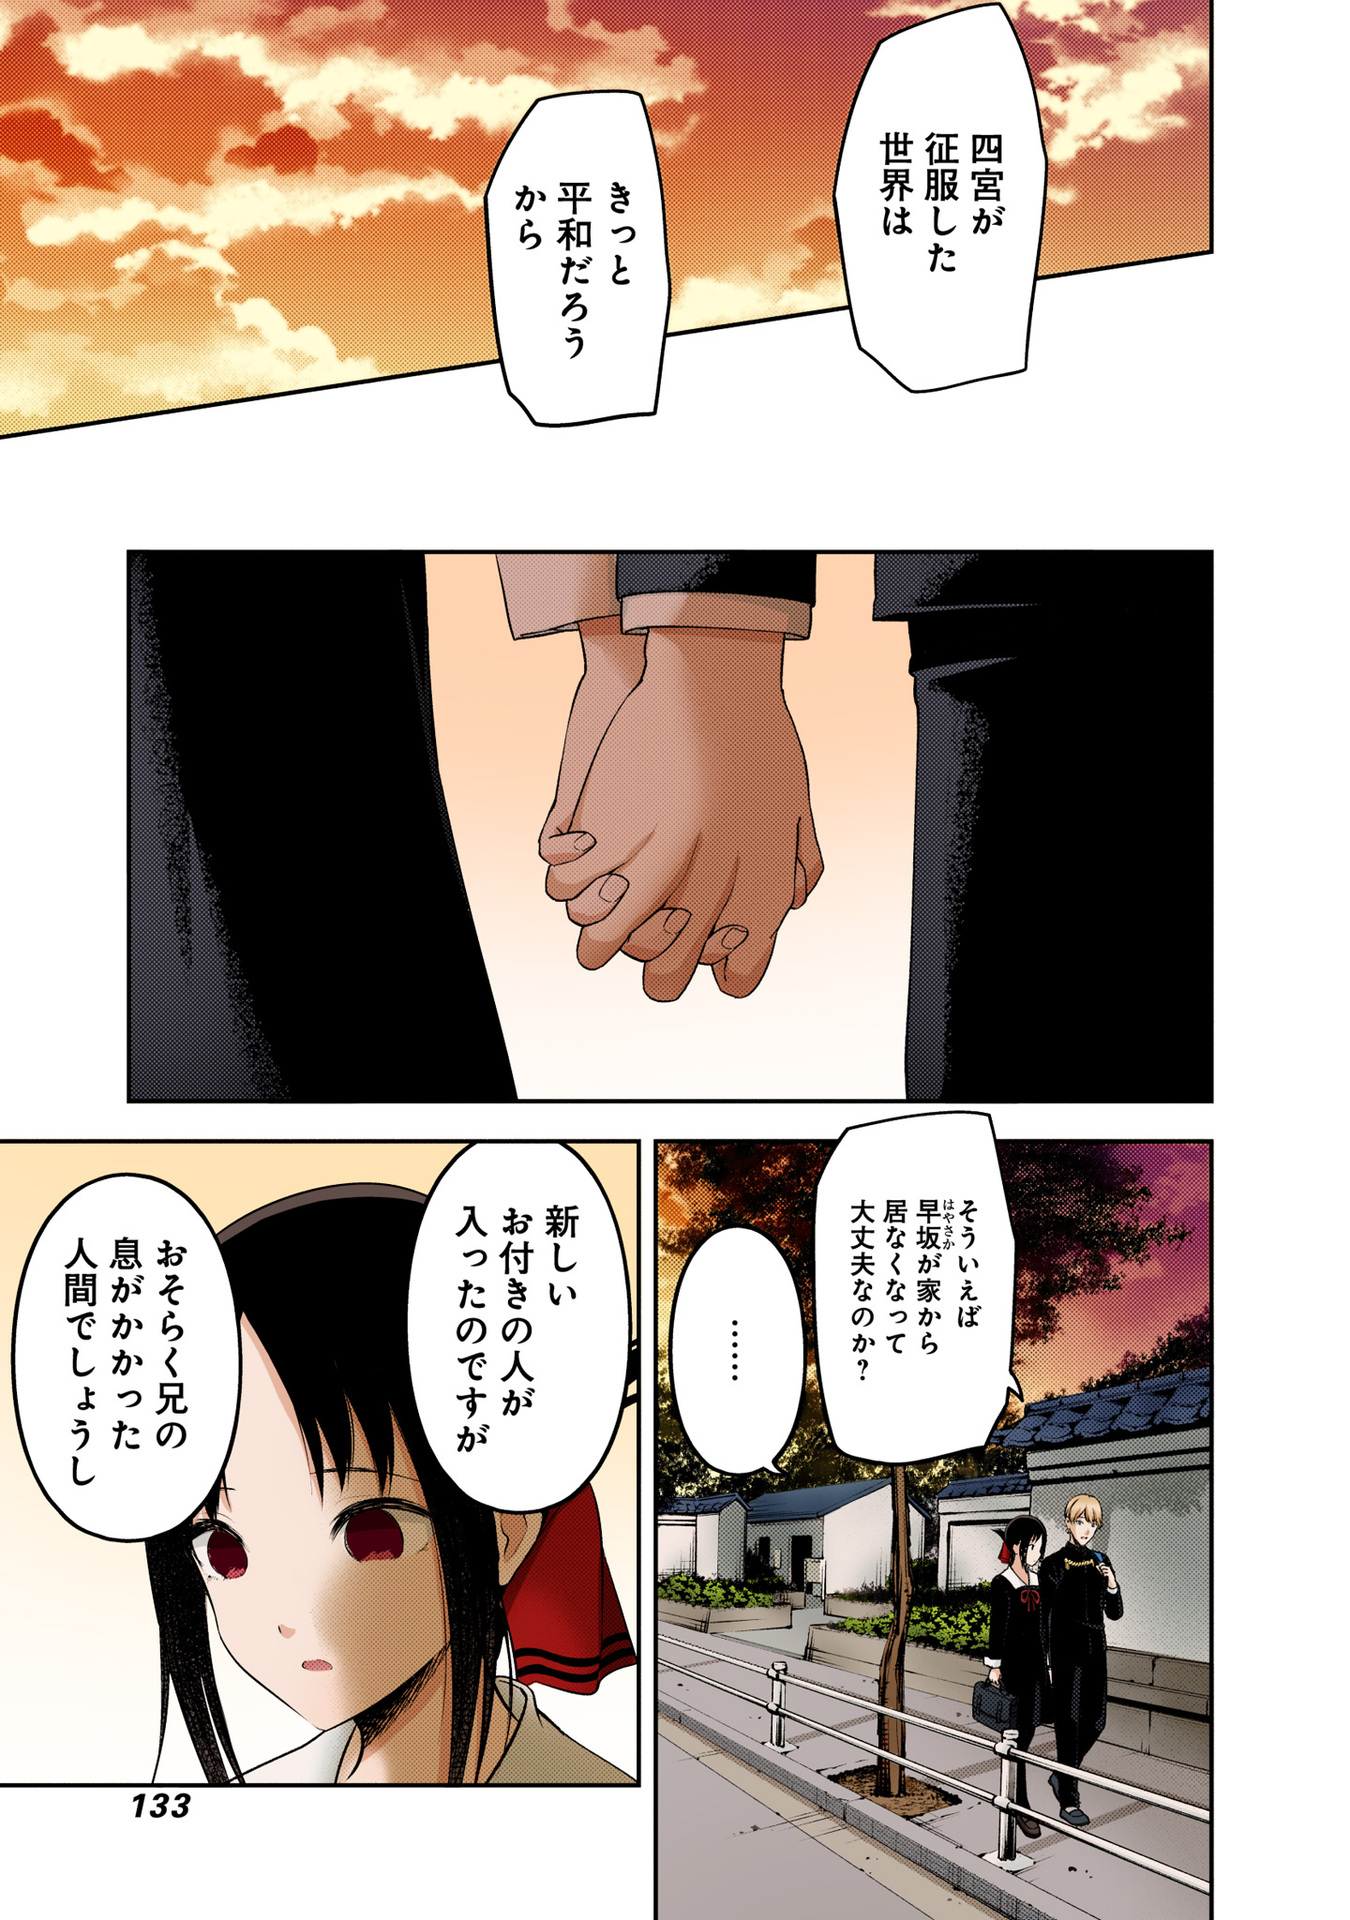 四宮が
征服した
世界は
きっと
平和だろう
から
そういえば
早坂が家から
はやさか
居なくなって
大丈夫なのか?
……
新しい
お付きの人が
入ったのですが
おそらく兄の
息がかかった
人間でしょうし
133